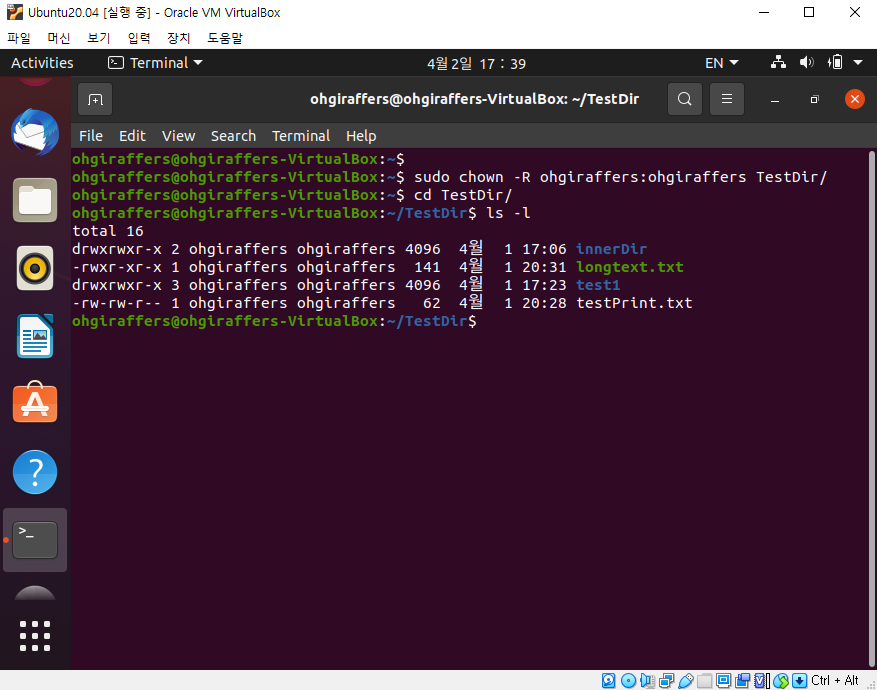 Ubuntu20.04 [실행 중] - Oracle VM VirtualBox
파일 머신 보기 입력 장치 도움말
Activities Terminal 4월 2일 17 : 39 EN
ohgiraffers@ohgiraffers-VirtualBox: ~/TestDir
File Edit View Search Terminal Help
ohgiraffers@ohgiraffers-VirtualBox:~$
ohgiraffers@ohgiraffers-VirtualBox:~$ sudo chown -R ohgiraffers:ohgiraffers TestDir/
ohgiraffers@ohgiraffers-VirtualBox:~$ cd TestDir/
ohgiraffers@ohgiraffers-VirtualBox:~/TestDir$ ls -l
total 16
drwxrwxr-x 2 ohgiraffers ohgiraffers 4096  4월  1 17:06 innerDir
-rwxr-xr-x 1 ohgiraffers ohgiraffers  141  4월  1 20:31 longtext.txt
drwxrwxr-x 3 ohgiraffers ohgiraffers 4096  4월  1 17:23 test1
-rw-rw-r-- 1 ohgiraffers ohgiraffers   62  4월  1 20:28 testPrint.txt
ohgiraffers@ohgiraffers-VirtualBox:~/TestDir$
Ctrl + Alt